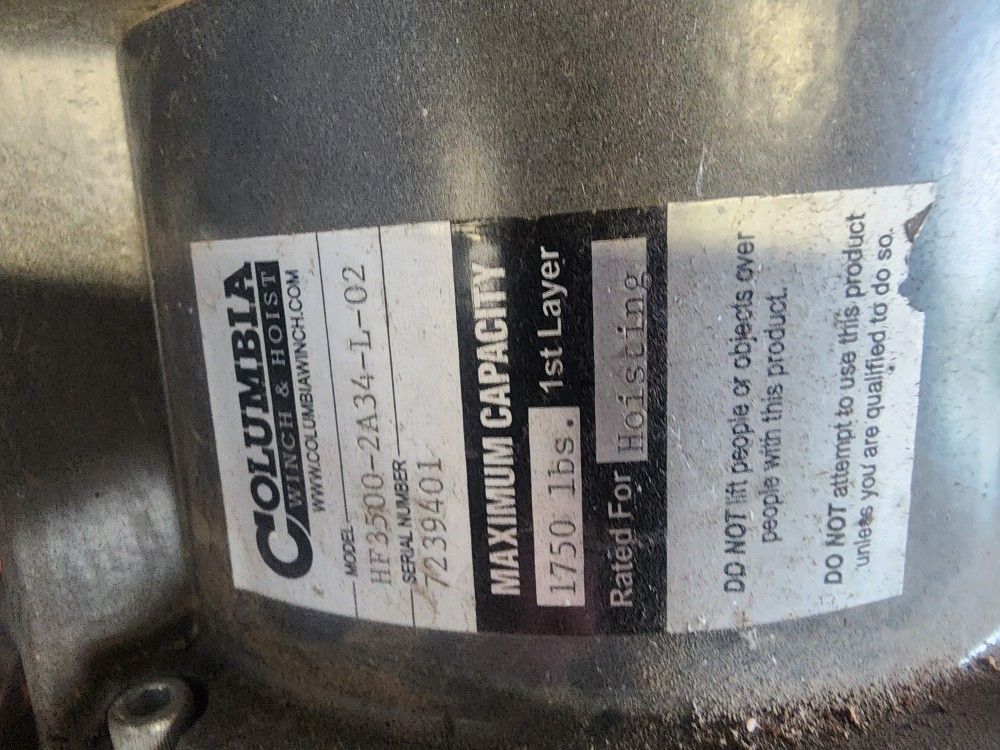 COLUMBIA
WINCH & HOIST
WWW.COLUMBIAWINCH.COM
MODEL
HF3500-2A34-L-02
SERIAL NUMBER
7239401
MAXIMUM CAPACITY
1750 lbs. 1st Layer
Rated For Hoisting
DO NOT lift people or objects over
people with this product.
DO NOT attempt to use this product
unless you are qualified to do so.